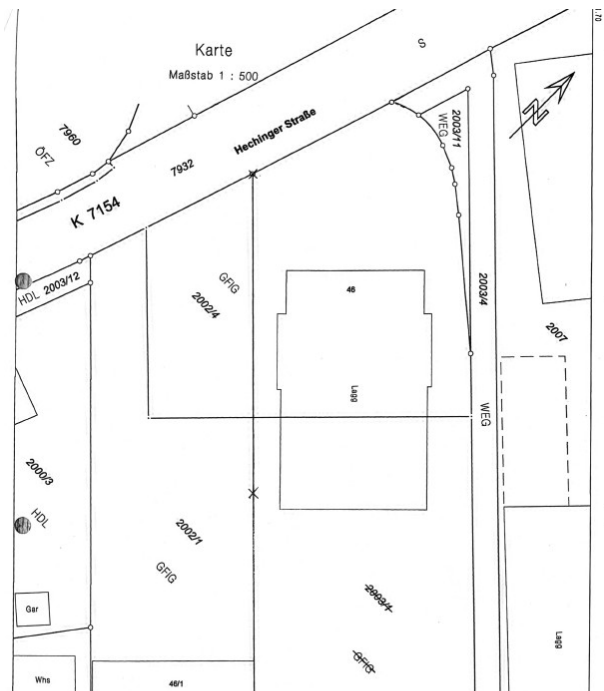 Karte
Maßstab 1 : 500
1,70
S
N
7960
ÖFZ
7932
Hechinger Straße
K 7154
2003/11
WEG
HDL 2003/12
GFIG
2002/4
46
2003/4
2007
Lagg
WEG
2000/3
HDL
2002/1
GFIG
2003/1
GFIG
Gar
Whs
46/1
Lagg